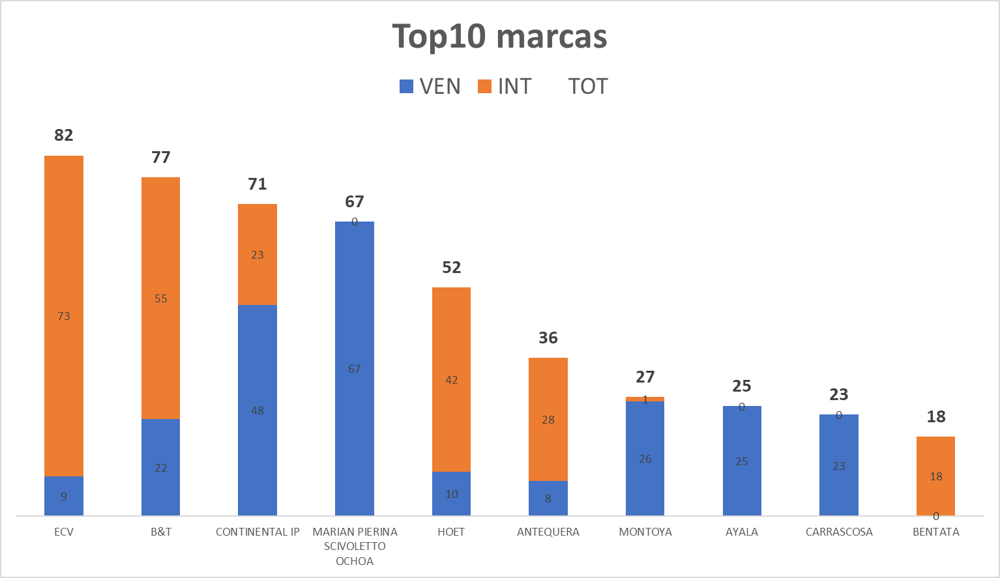 Top10 marcas
VEN INT TOT
82
77
71
67
0
52
36
27
25
23
18
73
55
23
67
42
28
1
0
0
18
9
22
48
10
8
26
25
23
0
ECV
B&T
CONTINENTAL IP
MARIAN PIERINA
SCIVOLETTO
OCHOA
HOET
ANTEQUERA
MONTOYA
AYALA
CARRASCOSA
BENTATA